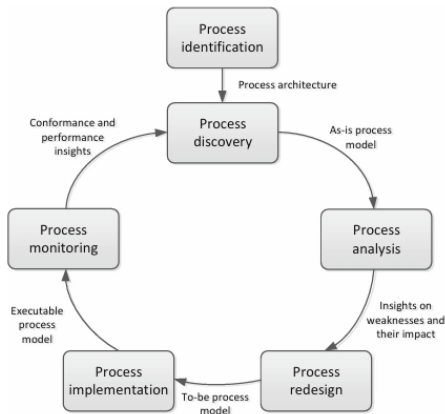 Process
identification
Process architecture
Process
discovery
Conformance and
performance
insights
As-is process
model
Process
monitoring
Process
analysis
Executable
process
model
Insights on
weaknesses and
their impact
Process
implementation
To-be process
model
Process
redesign